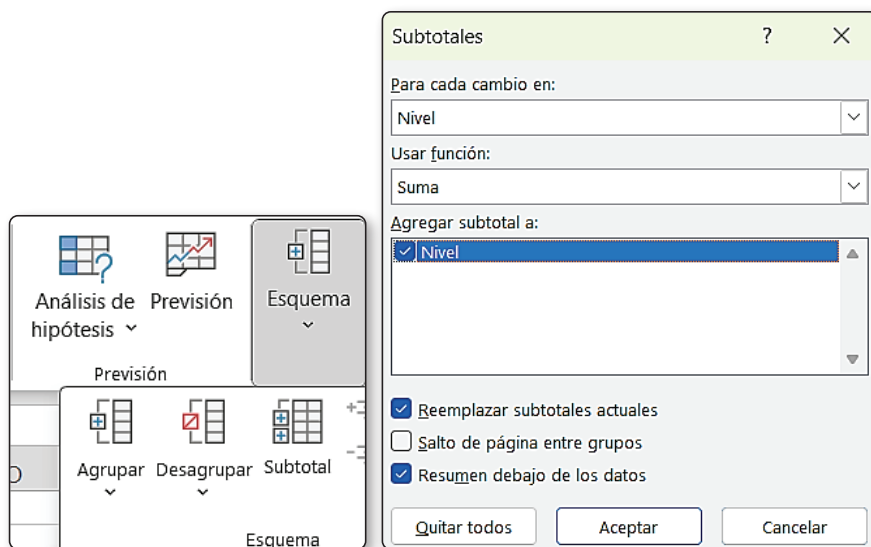 Subtotales ?
Para cada cambio en:
Nivel
Usar función:
Suma
Agregar subtotal a:
Nivel
Reemplazar subtotales actuales
Salto de página entre grupos
Resumen debajo de los datos
Quitar todos Aceptar Cancelar
Análisis de hipótesis
Previsión
Esquema
Previsión
Agrupar Desagrupar Subtotal
Esquema